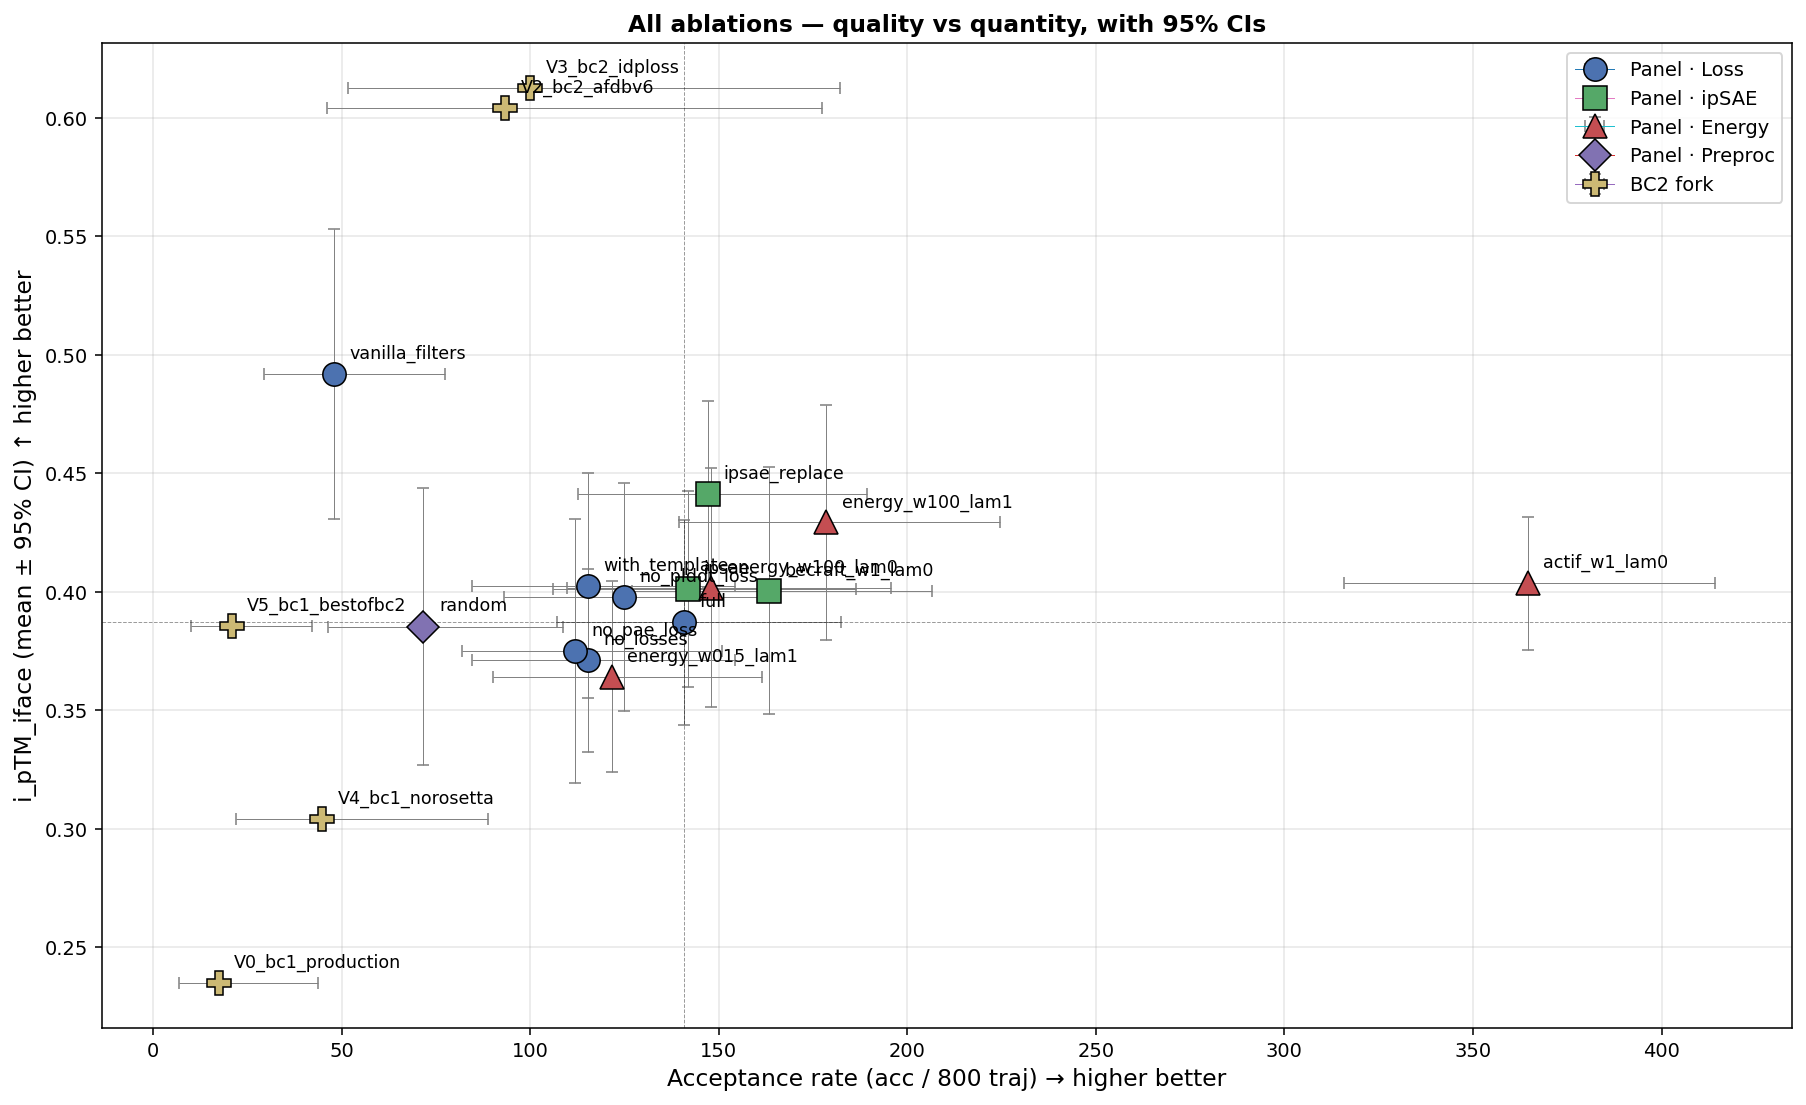 All ablations — quality vs quantity, with 95% CIs
i_pTM_iface (mean ± 95% CI) ↑ higher better
0.60
0.55
0.50
0.45
0.40
0.35
0.30
0.25
V3_bc2_idploss
V2_bc2_afdbv6
vanilla_filters
ipsae_replace
energy_w100_lam1
actif_w1_lam0
with_template
energy_w100_lam0
becraft_w1_lam0
no_plddt_loss
full
V5_bc1_bestofbc2
random
no_pae_loss
no_losses
energy_w015_lam1
V4_bc1_norosetta
V0_bc1_production
Panel · Loss
Panel · ipSAE
Panel · Energy
Panel · Preproc
BC2 fork
0
50
100
150
200
250
300
350
400
Acceptance rate (acc / 800 traj) → higher better